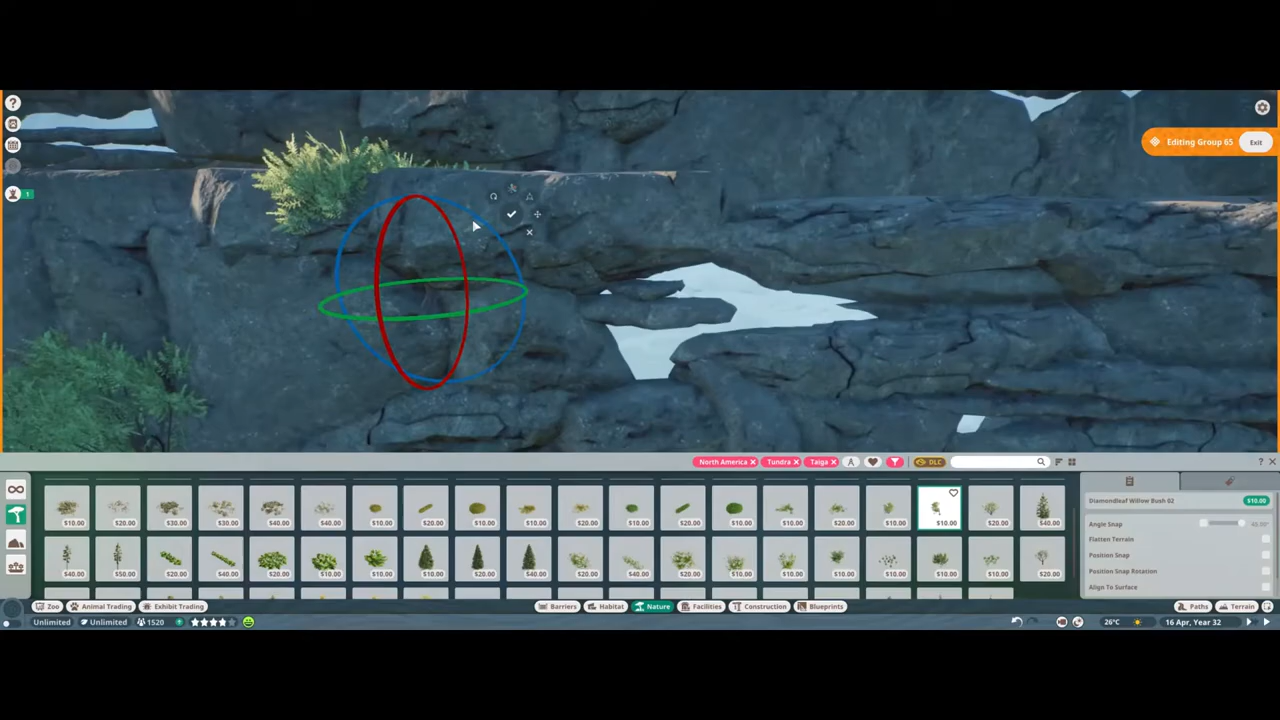 ?
Editing Group 65 Exit
1
North America × Tundra × Taiga × A DLC ? ×
$10.00 $20.00 $30.00 $30.00 $40.00 $40.00 $10.00 $20.00 $10.00 $10.00 $20.00 $10.00 $20.00 $10.00 $10.00 $20.00 $10.00 $10.00 $20.00 $40.00
Diamondleaf Willow Bush 02 $10.00
Angle Snap
Flatten Terrain
Position Snap
Position Snap Rotation
Align To Surface
$40.00 $50.00 $20.00 $40.00 $20.00 $10.00 $10.00 $10.00 $20.00 $40.00 $20.00 $40.00 $20.00 $10.00 $10.00 $20.00 $20.00 $10.00 $10.00 $20.00
Zoo Animal Trading Exhibit Trading Barriers Habitat Nature Facilities Construction Blueprints Paths Terrain
Unlimited Unlimited 1520 26°C 16 Apr, Year 32